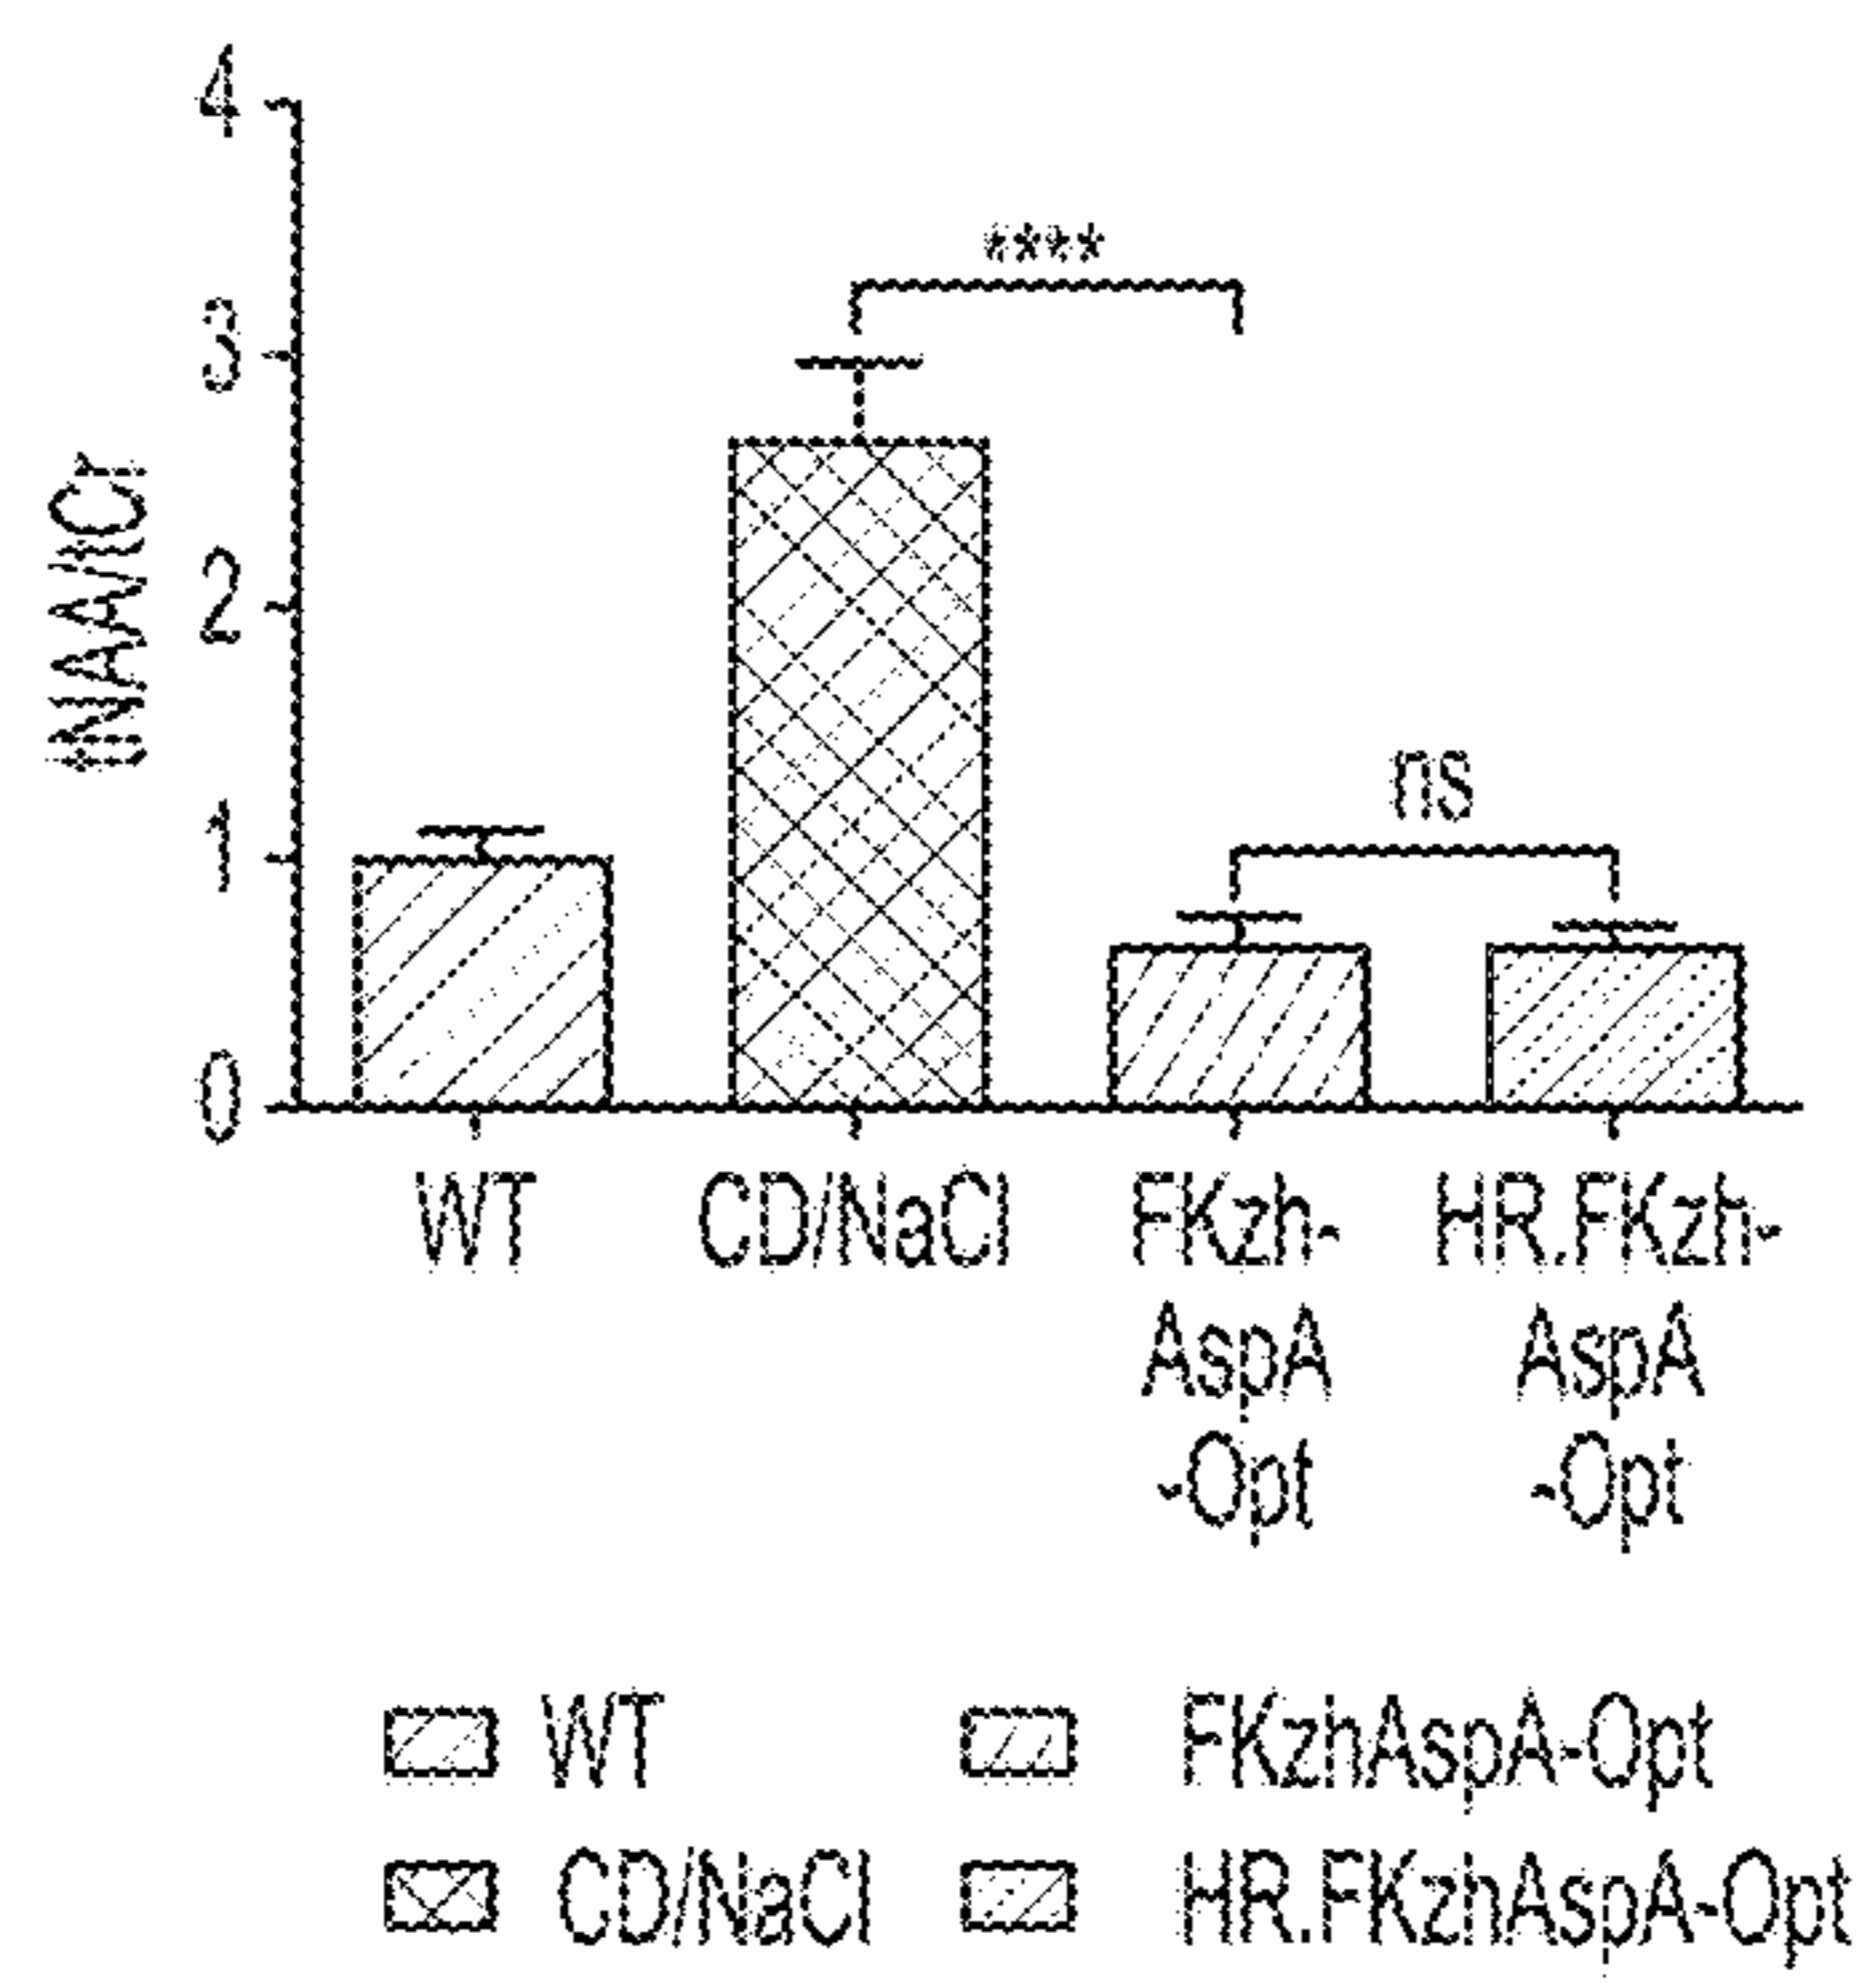 4
3
2
1
0
tNAA/tCr
****
ns
WT
CD/NaCl
FKzh-
AspA
-Opt
HR.FKzh-
AspA
-Opt
WT
FKzhAspA-Opt
CD/NaCl
HR.FKzhAspA-Opt